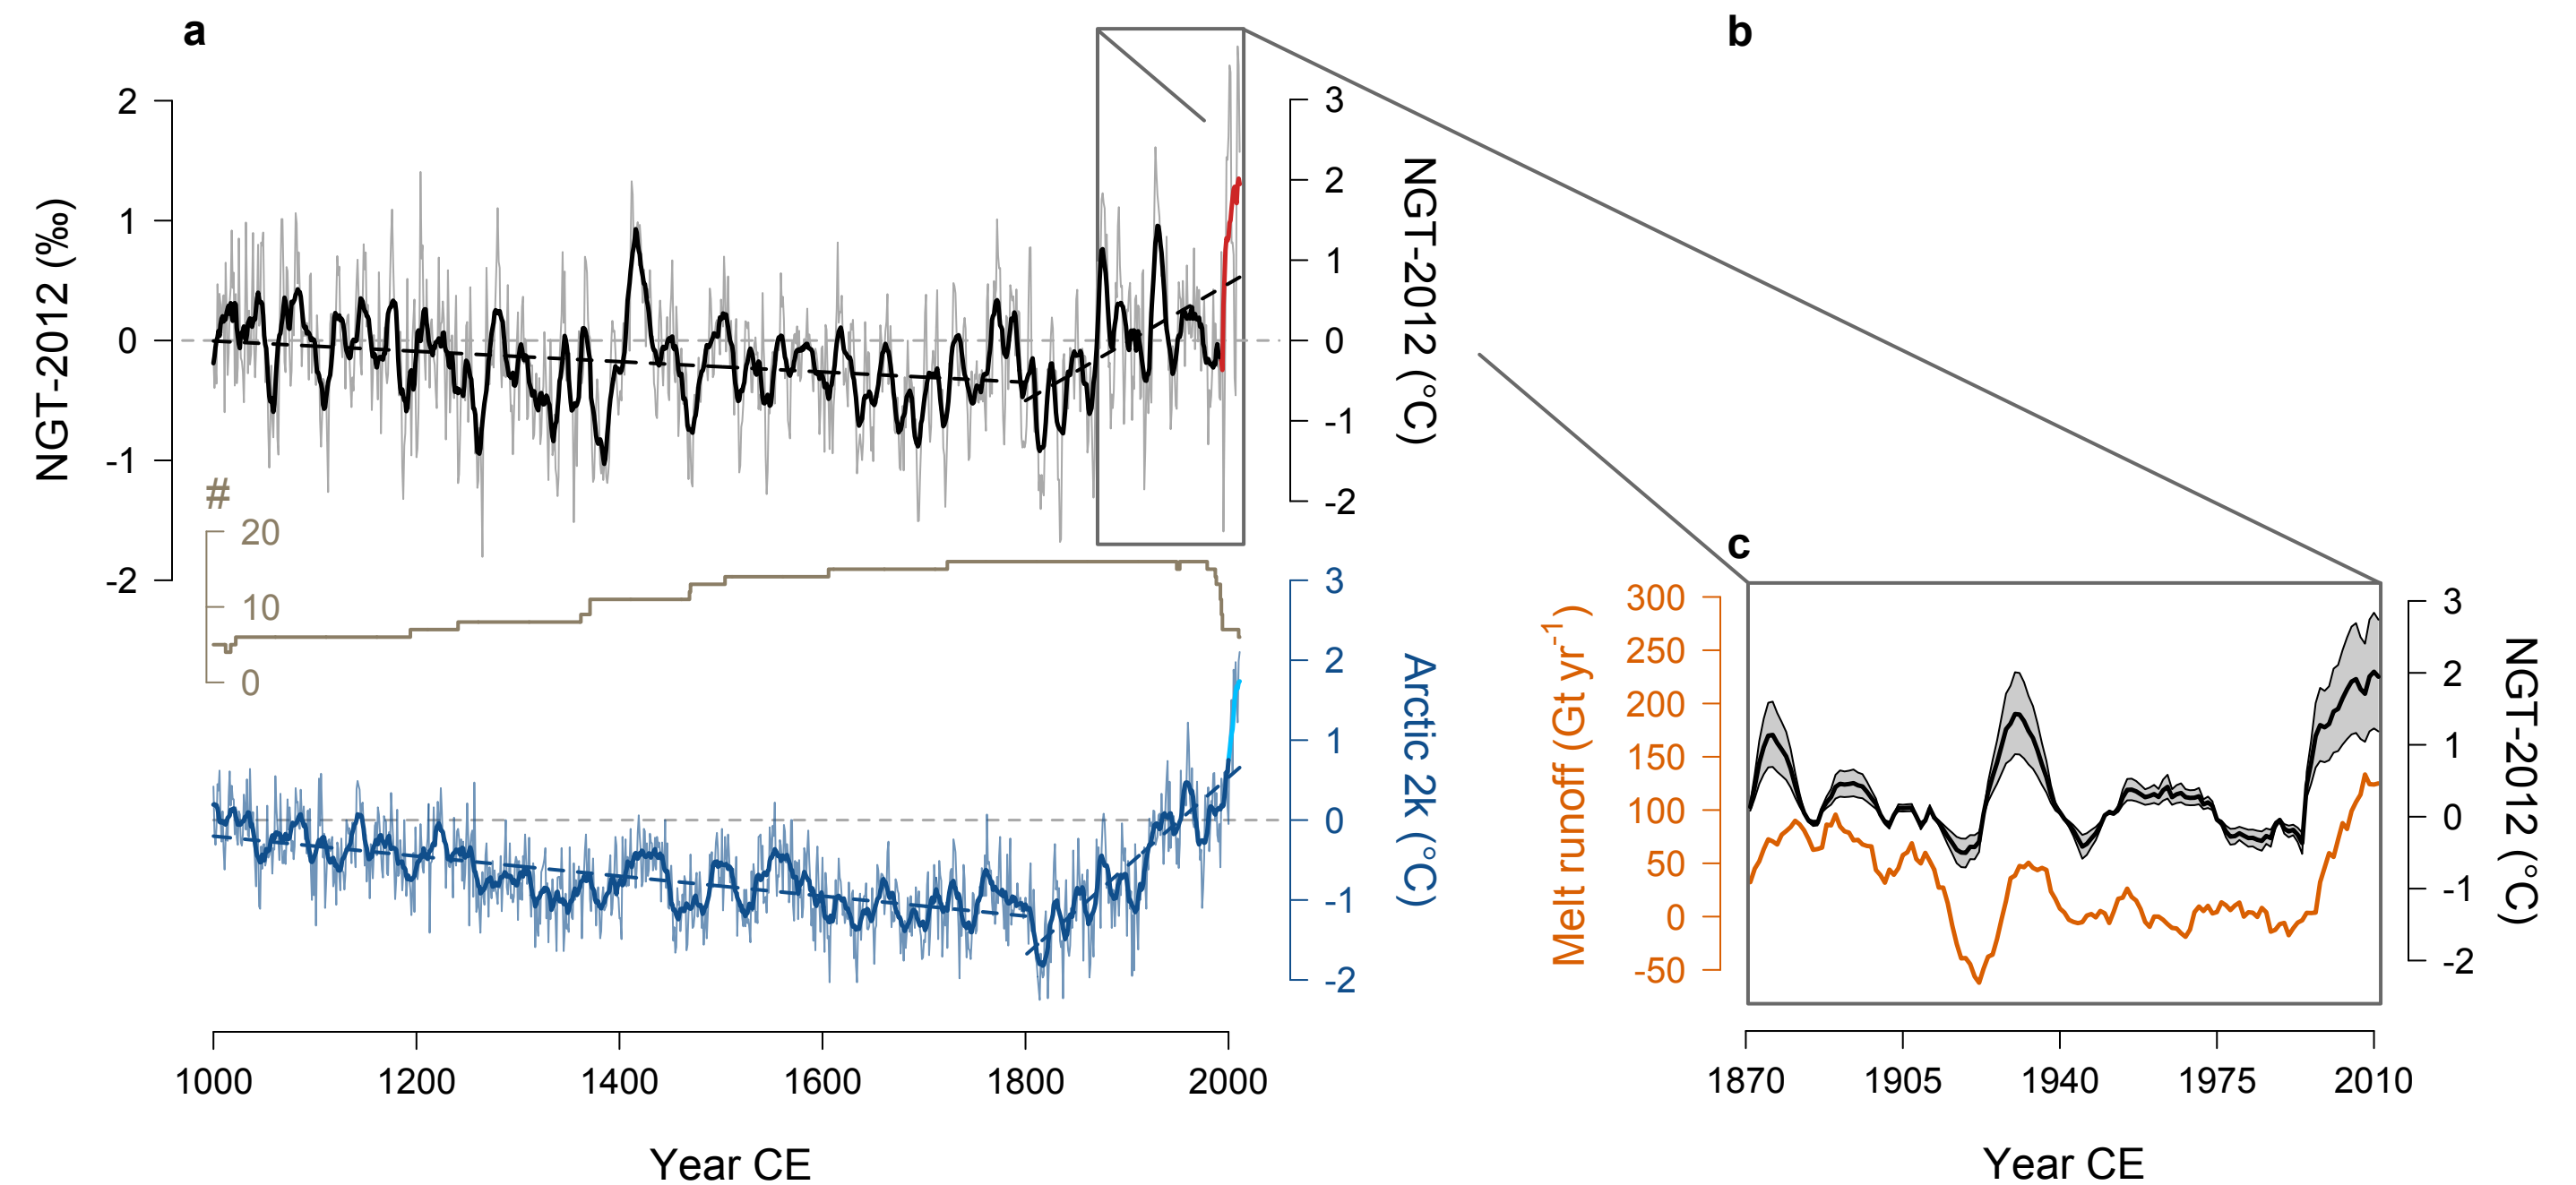 a
b
2
1
0
-1
-2
NGT-2012 (‰)
3
2
1
0
-1
-2
NGT-2012 (°C)
#
20
10
0
3
2
1
0
-1
-2
Arctic 2k (°C)
1000 1200 1400 1600 1800 2000
Year CE
c
300
250
200
150
100
50
0
-50
Melt runoff (Gt yr⁻¹)
3
2
1
0
-1
-2
NGT-2012 (°C)
1870 1905 1940 1975 2010
Year CE